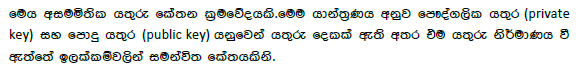 මෙය අසමමිතික යතුරු කේතන ක්‍රමවේදයකි.මෙම යාන්ත්‍රණය අනුව පෞද්ගලික යතුර (private
key) සහ පොදු යතුර (public key) යනුවෙන් යතුරු දෙකක් ඇති අතර එම යතුරු නිර්මාණය වී
ඇත්තේ ඉලක්කම්වලින් සමන්විත කේතයකිනි.